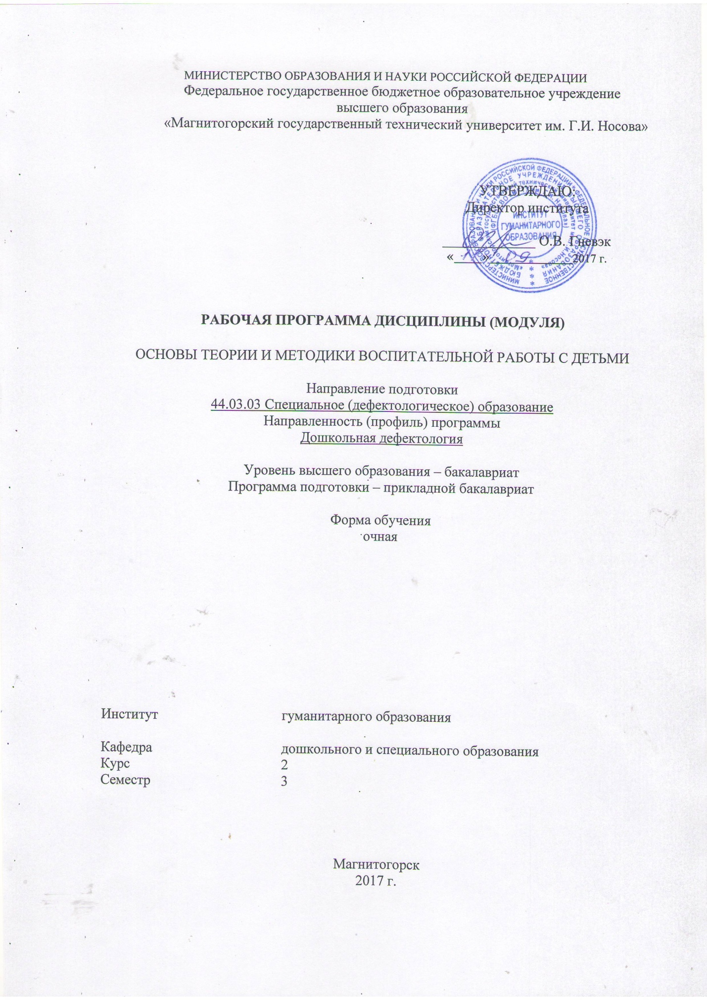 МИНИСТЕРСТВО ОБРАЗОВАНИЯ И НАУКИ РОССИЙСКОЙ ФЕДЕРАЦИИ
Федеральное государственное бюджетное образовательное учреждение
высшего образования
«Магнитогорский государственный технический университет им. Г.И. Носова»
УТВЕРЖДАЮ:
Директор института
ИНСТИТУТ
ГУМАНИТАРНОГО
ОБРАЗОВАНИЯ
О.В. Гневэк
« » 09 2017 г.
РАБОЧАЯ ПРОГРАММА ДИСЦИПЛИНЫ (МОДУЛЯ)
ОСНОВЫ ТЕОРИИ И МЕТОДИКИ ВОСПИТАТЕЛЬНОЙ РАБОТЫ С ДЕТЬМИ
Направление подготовки
44.03.03 Специальное (дефектологическое) образование
Направленность (профиль) программы
Дошкольная дефектология
Уровень высшего образования – бакалавриат
Программа подготовки – прикладной бакалавриат
Форма обучения
очная
Институт гуманитарного образования
Кафедра дошкольного и специального образования
Курс 2
Семестр 3
Магнитогорск
2017 г.